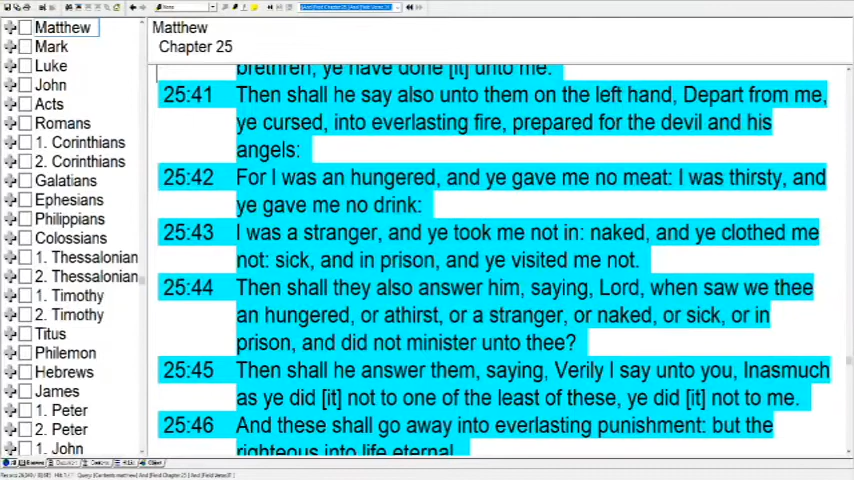 Matthew
Mark
Luke
John
Acts
Romans
1. Corinthians
2. Corinthians
Galatians
Ephesians
Philippians
Colossians
1. Thessalonian
2. Thessalonian
1. Timothy
2. Timothy
Titus
Philemon
Hebrews
James
1. Peter
2. Peter
1. John
Matthew
Chapter 25
brethren, ye have done [it] unto me.
25:41 Then shall he say also unto them on the left hand, Depart from me,
ye cursed, into everlasting fire, prepared for the devil and his
angels:
25:42 For I was an hungered, and ye gave me no meat: I was thirsty, and
ye gave me no drink:
25:43 I was a stranger, and ye took me not in: naked, and ye clothed me
not: sick, and in prison, and ye visited me not.
25:44 Then shall they also answer him, saying, Lord, when saw we thee
an hungered, or athirst, or a stranger, or naked, or sick, or in
prison, and did not minister unto thee?
25:45 Then shall he answer them, saying, Verily I say unto you, Inasmuch
as ye did [it] not to one of the least of these, ye did [it] not to me.
25:46 And these shall go away into everlasting punishment: but the
righteous into life eternal.